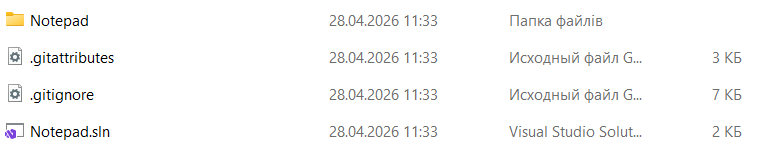 Notepad 28.04.2026 11:33 Папка файлів
.gitattributes 28.04.2026 11:33 Исходный файл G... 3 КБ
.gitignore 28.04.2026 11:33 Исходный файл G... 7 КБ
Notepad.sln 28.04.2026 11:33 Visual Studio Solut... 2 КБ